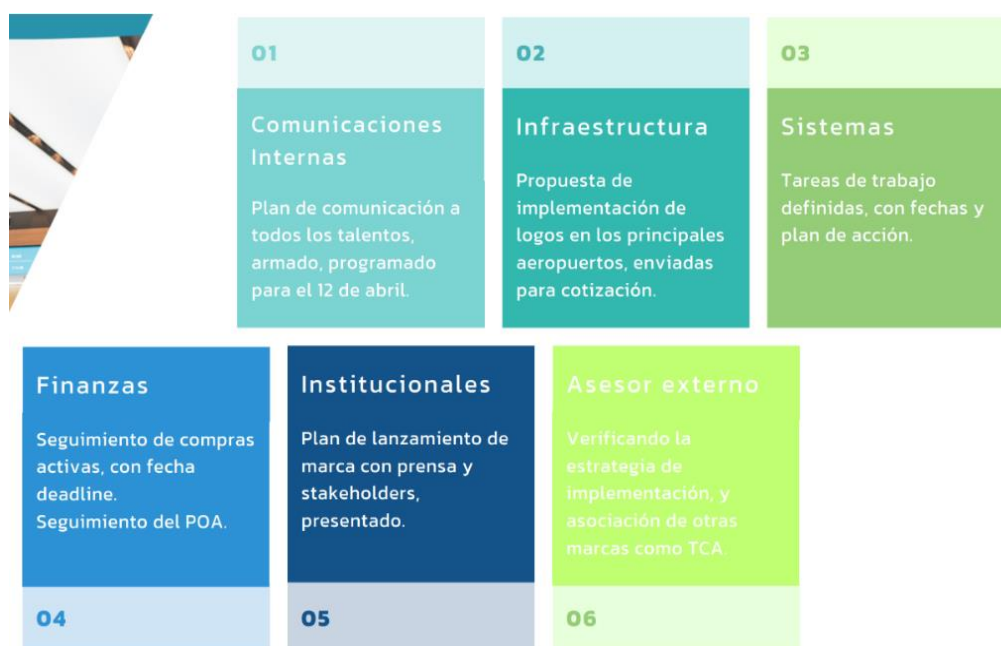 01
Comunicaciones
Internas
Plan de comunicación a
todos los talentos,
armado, programado
para el 12 de abril.
02
Infraestructura
Propuesta de
implementación de
logos en los principales
aeropuertos, enviadas
para cotización.
03
Sistemas
Tareas de trabajo
definidas, con fechas y
plan de acción.
Finanzas
Seguimiento de compras
activas, con fecha
deadline.
Seguimiento del POA.
04
Institucionales
Plan de lanzamiento de
marca con prensa y
stakeholders,
presentado.
05
Asesor externo
Verificando la
estrategia de
implementación, y
asociación de otras
marcas como TCA.
06